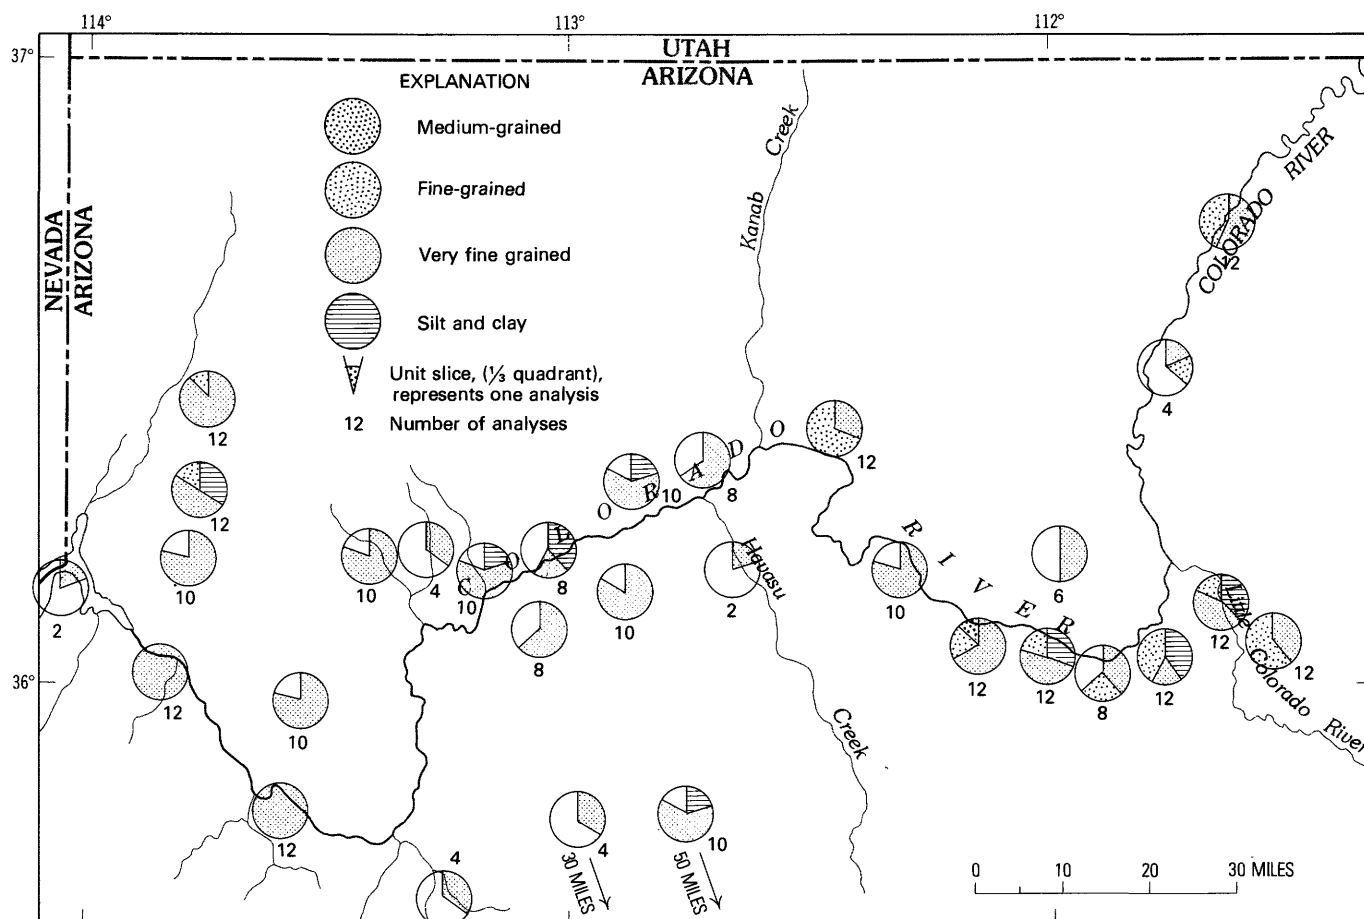 114°
113°
112°
37°
UTAH
ARIZONA
EXPLANATION
Medium-grained
Fine-grained
Very fine grained
Silt and clay
Unit slice, (⅓ quadrant),
represents one analysis
12 Number of analyses
NEVADA
ARIZONA
Kanab Creek
COLORADO RIVER
12
4
12
12
10
2
12
10
12
10
4
10
8
8
10
10
8
2
12
10
6
12
12
8
12
12
12
COLORADO RIVER
Havasu Creek
Little Colorado River
36°
4
4
10
30 MILES
50 MILES
0 10 20 30 MILES